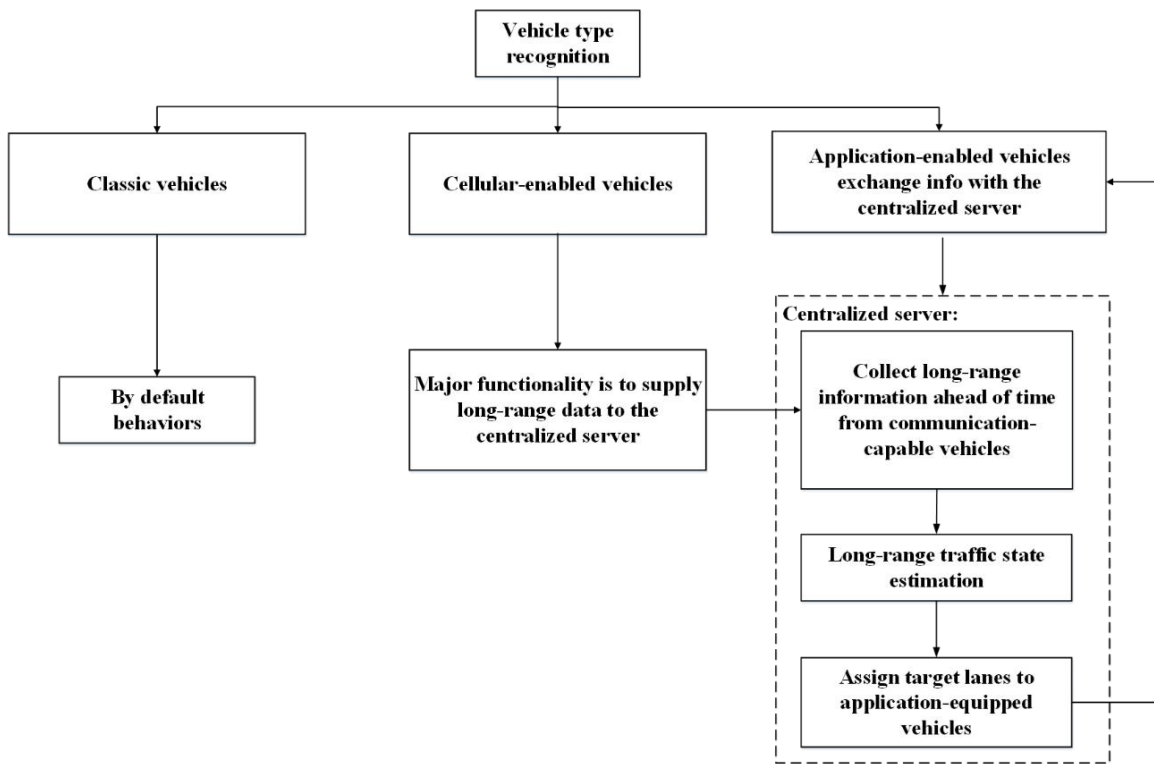 Vehicle type
recognition
Classic vehicles
Cellular-enabled vehicles
Application-enabled vehicles
exchange info with the
centralized server
By default
behaviors
Major functionality is to supply
long-range data to the
centralized server
Centralized server:
Collect long-range
information ahead of time
from communication-
capable vehicles
Long-range traffic state
estimation
Assign target lanes to
application-equipped
vehicles